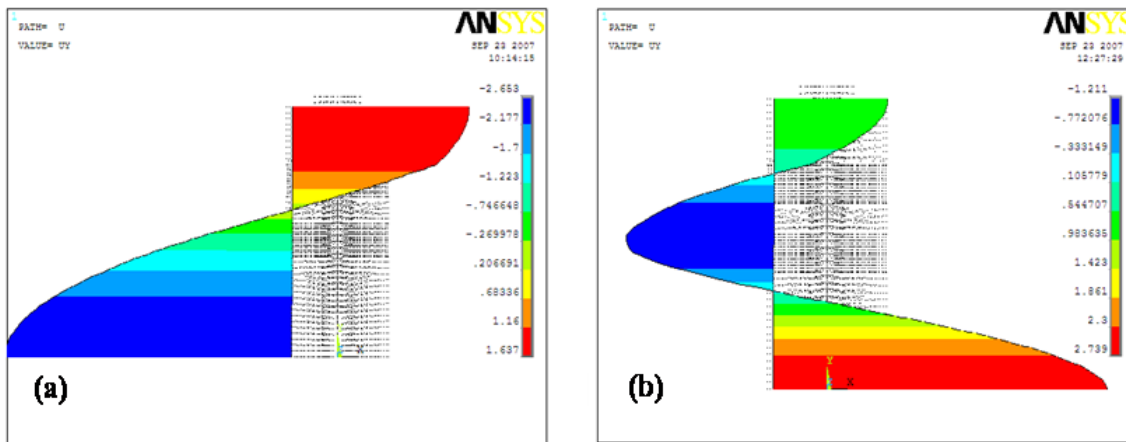 1
PATH= U
VALUE= UY
ANSYS
SEP 23 2007
10:14:15
-2.653
-2.177
-1.7
-1.223
-.746648
-.269978
.206691
.68336
1.16
1.637
X
(a)
1
PATH= U
VALUE= UY
ANSYS
SEP 23 2007
12:27:29
-1.211
-.772076
-.333149
.105779
.544707
.983635
1.423
1.861
2.3
2.739
Y
X
(b)